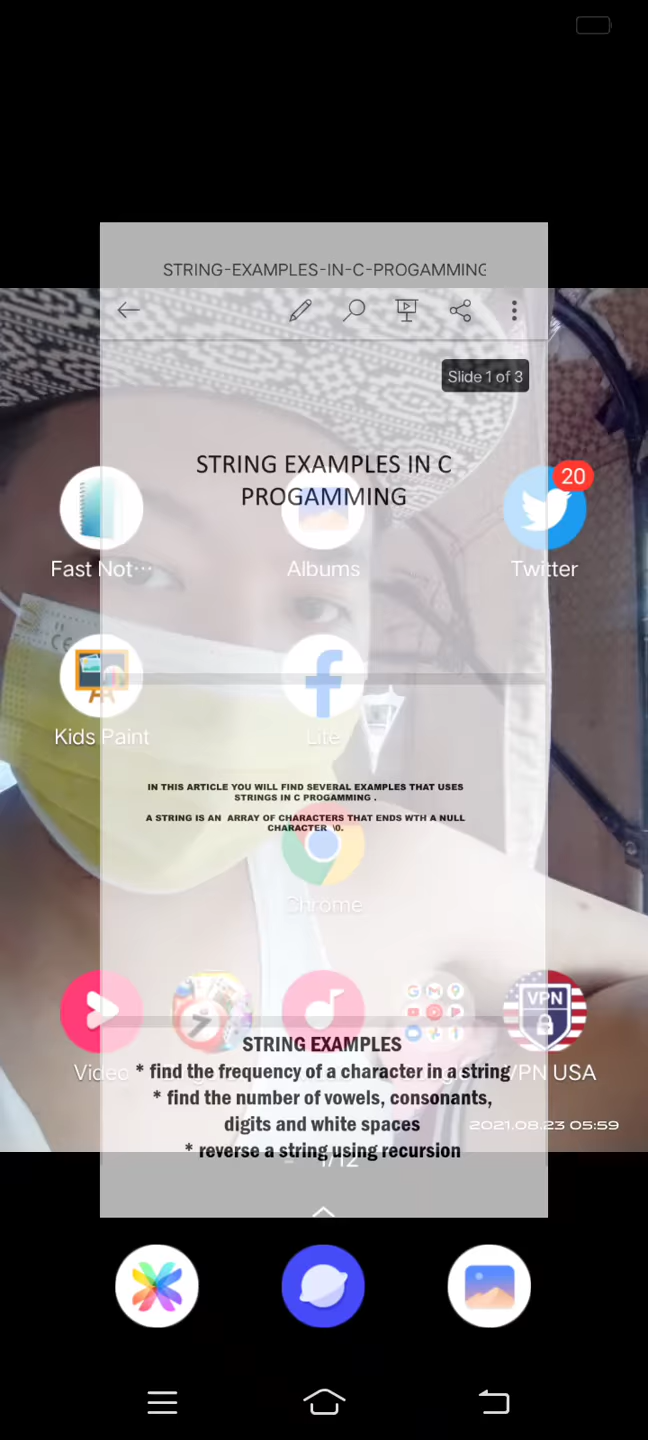 STRING-EXAMPLES-IN-C-PROGAMMING
Slide 1 of 3
STRING EXAMPLES IN C
PROGAMMING
20
Fast Not···
Albums
Twitter
Kids Paint
Lite
IN THIS ARTICLE YOU WILL FIND SEVERAL EXAMPLES THAT USES
STRINGS IN C PROGAMMING .
A STRING IS AN ARRAY OF CHARACTERS THAT ENDS WTH A NULL
CHARACTER \0.
Chrome
VPN
STRING EXAMPLES
Video
* find the frequency of a character in a string
VPN USA
* find the number of vowels, consonants,
digits and white spaces
2021.08.23 05:59
* reverse a string using recursion
1/12